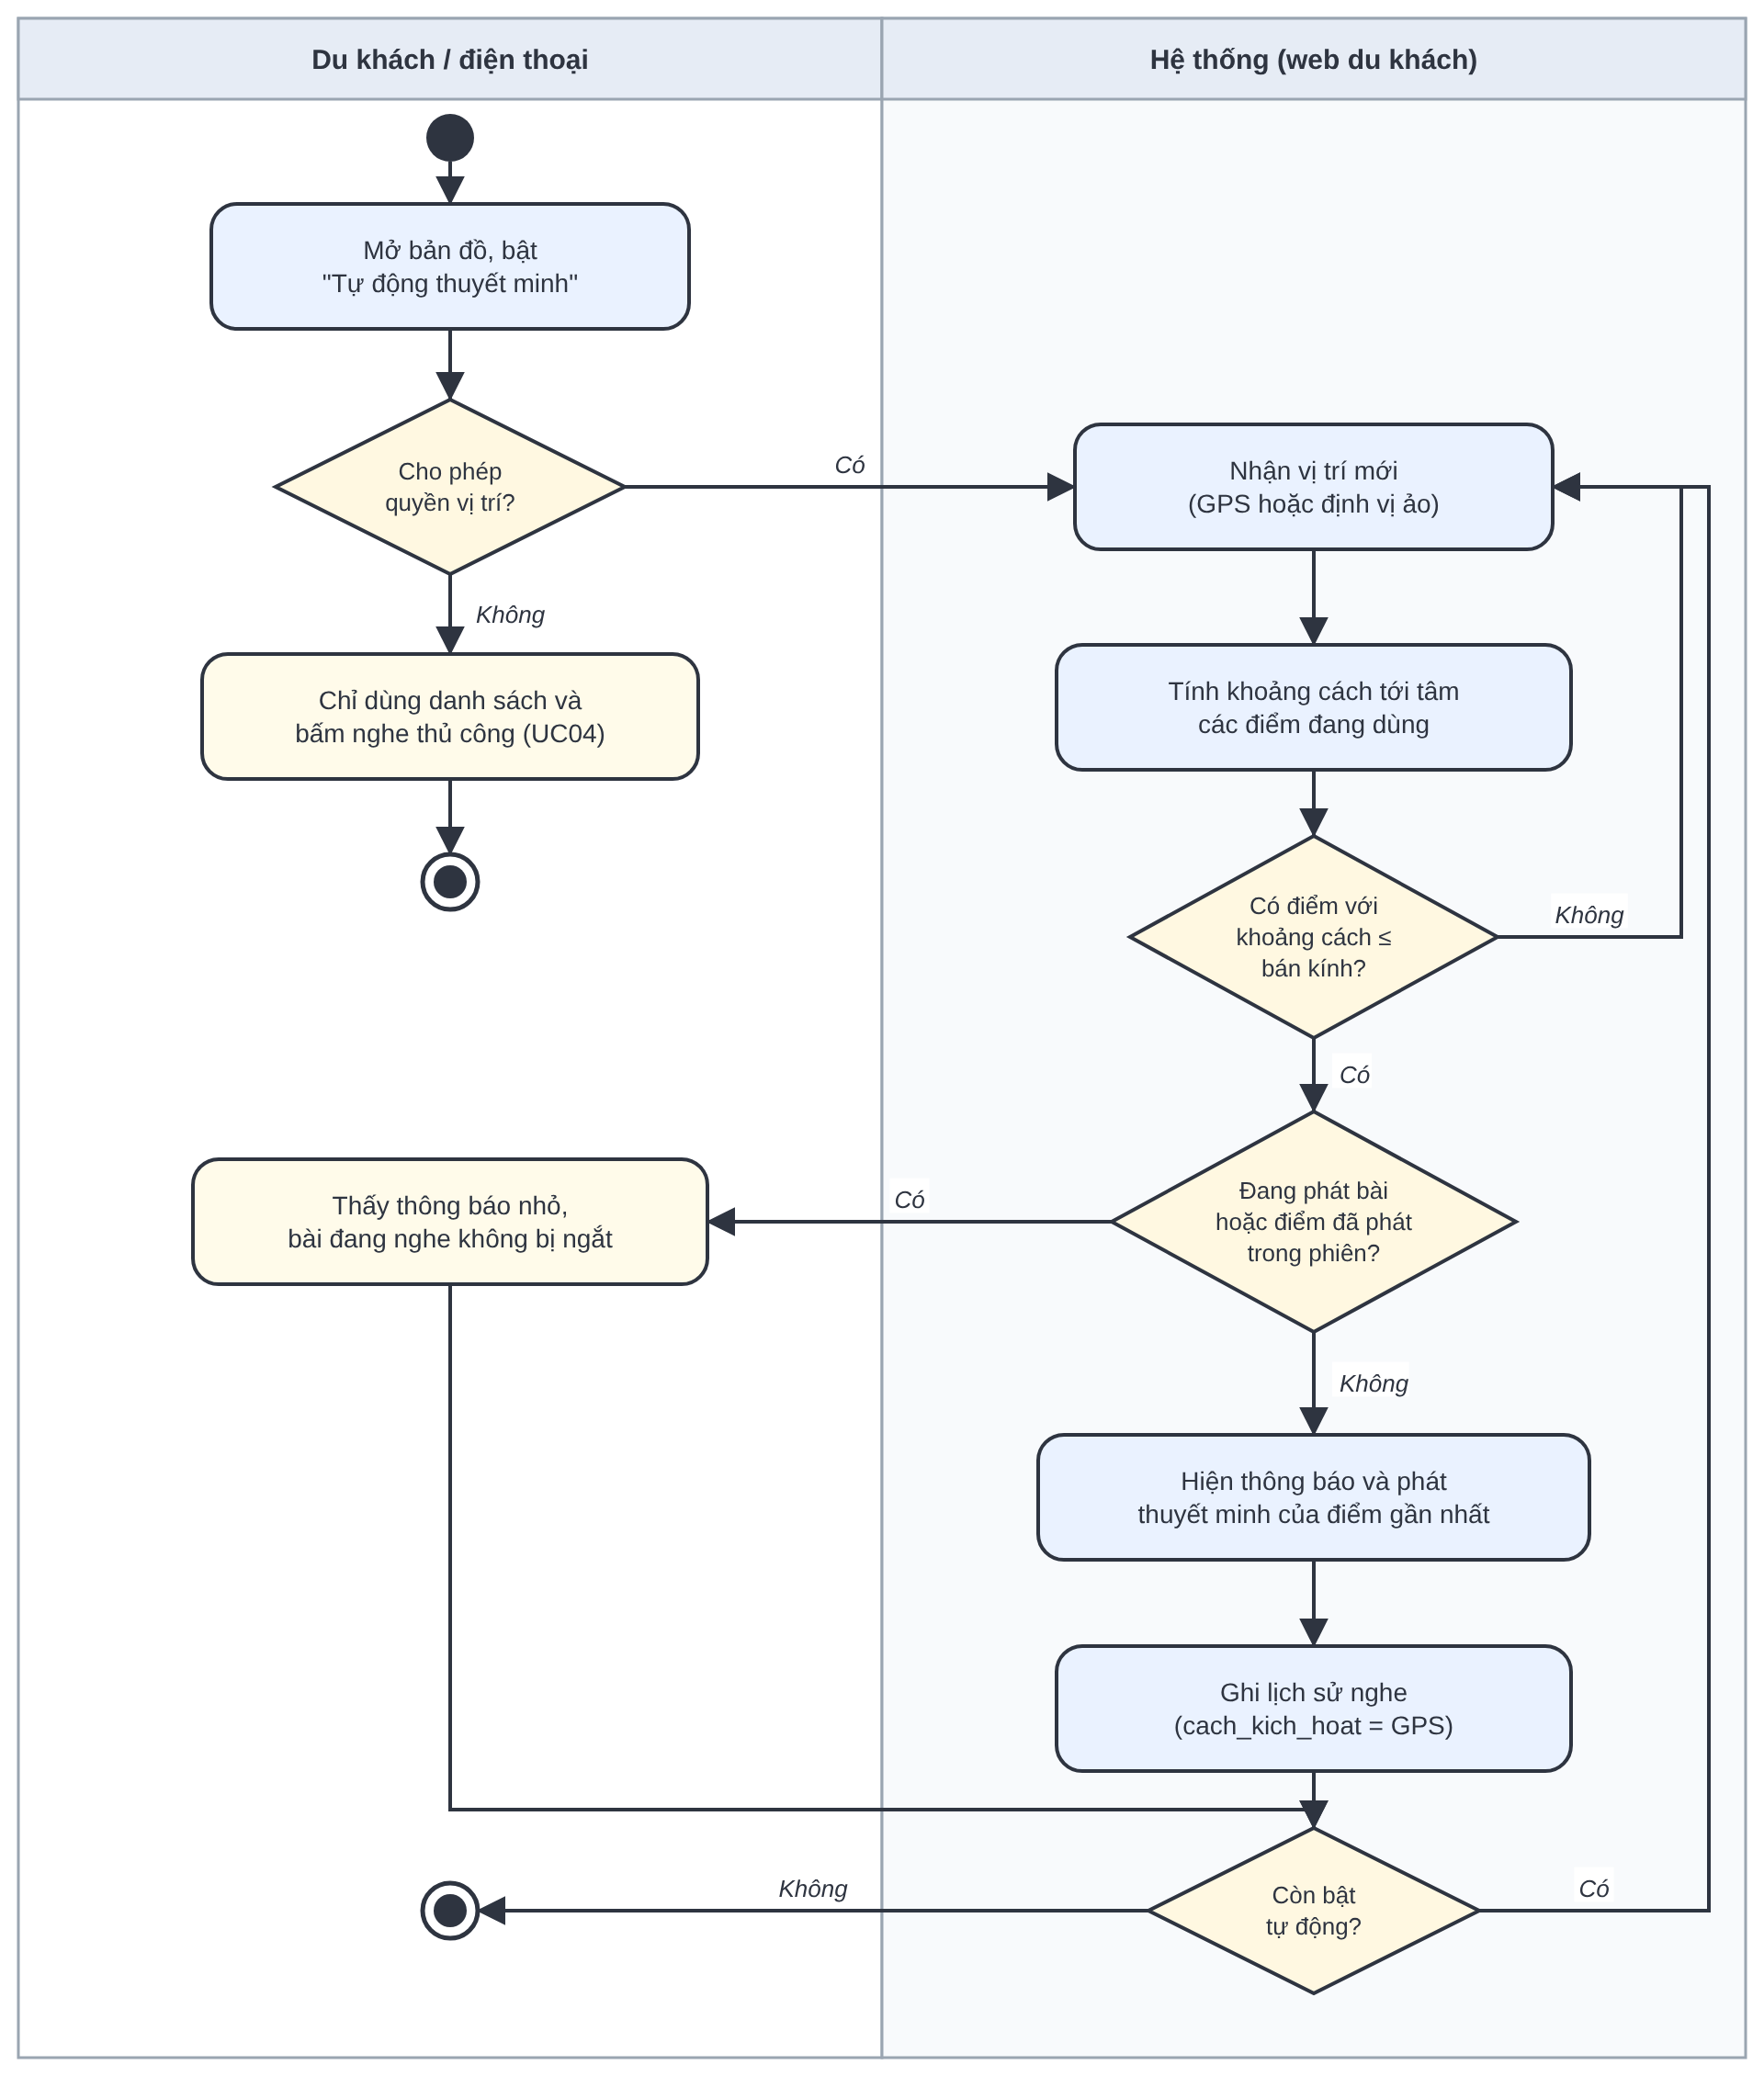 Du khách / điện thoại
Hệ thống (web du khách)
Mở bản đồ, bật
"Tự động thuyết minh"
Cho phép
quyền vị trí?
Có
Nhận vị trí mới
(GPS hoặc định vị ảo)
Không
Chỉ dùng danh sách và
bấm nghe thủ công (UC04)
Tính khoảng cách tới tâm
các điểm đang dùng
Có điểm với
khoảng cách ≤
bán kính?
Không
Có
Đang phát bài
hoặc điểm đã phát
trong phiên?
Có
Thấy thông báo nhỏ,
bài đang nghe không bị ngắt
Không
Hiện thông báo và phát
thuyết minh của điểm gần nhất
Ghi lịch sử nghe
(cach_kich_hoat = GPS)
Còn bật
tự động?
Không
Có